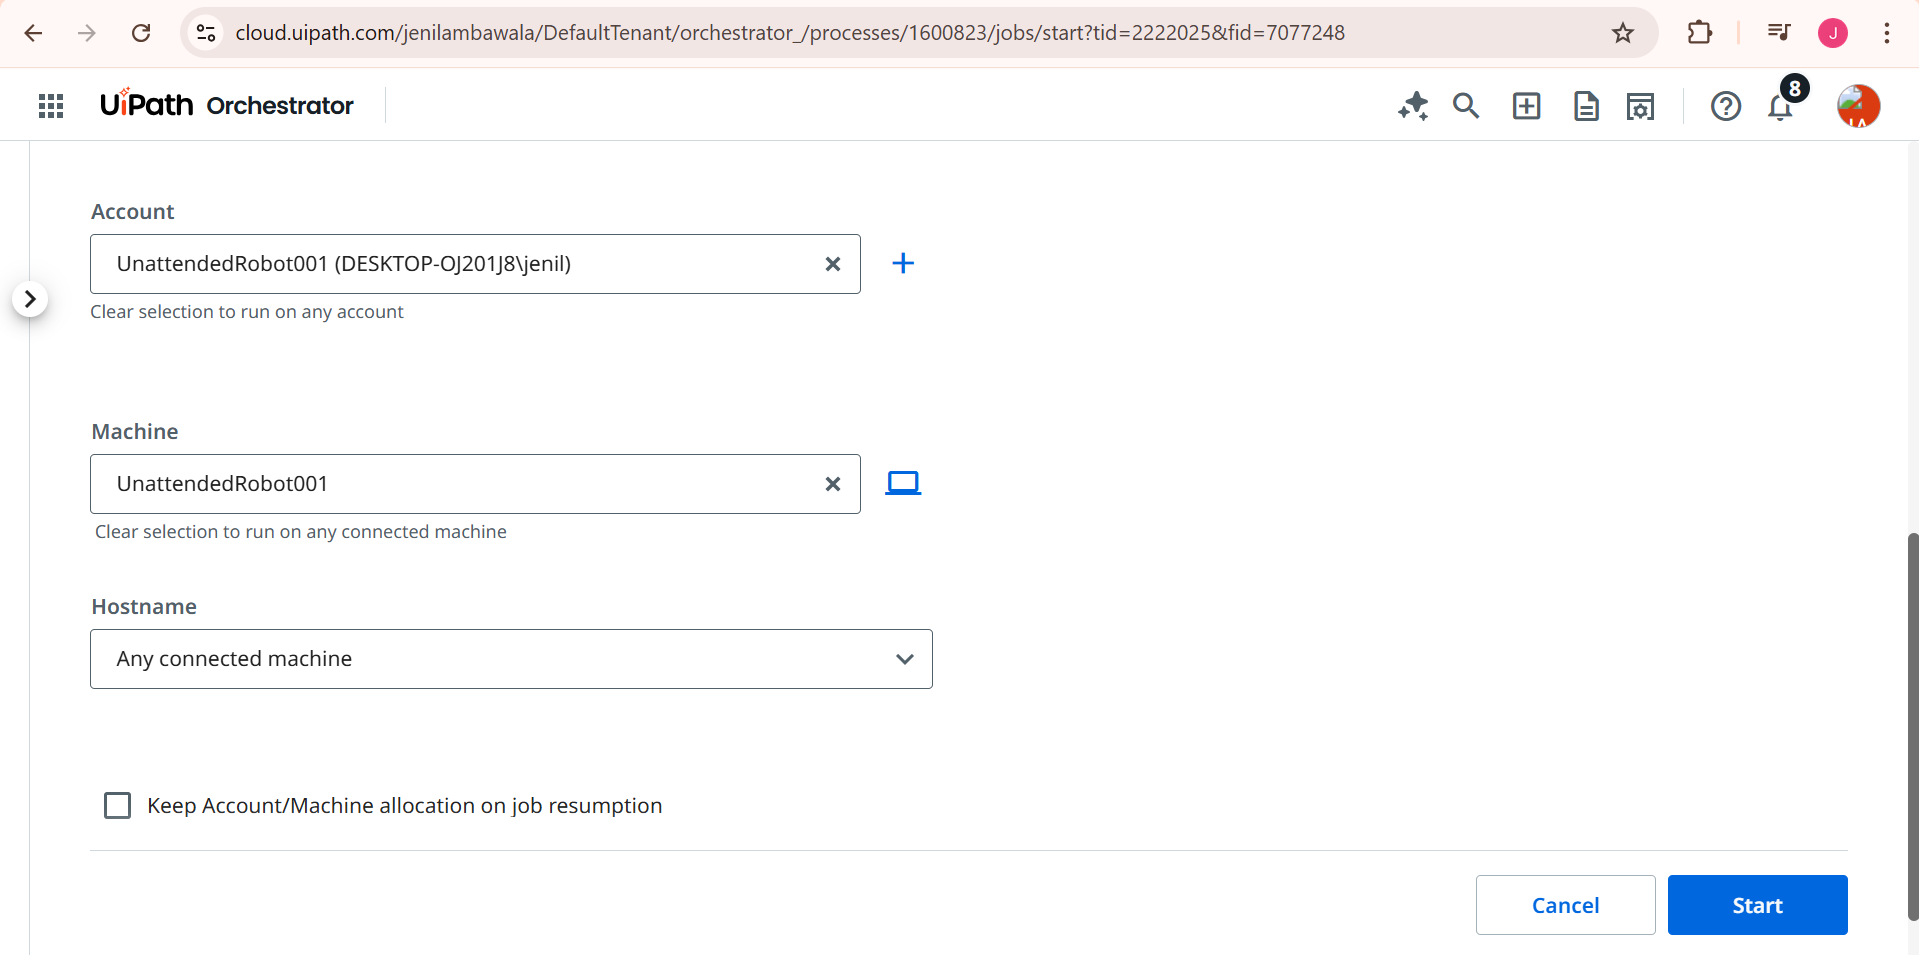 cloud.uipath.com/jenilambawala/DefaultTenant/orchestrator_/processes/1600823/jobs/start?tid=2222025&fid=7077248
J
UiPath Orchestrator
8
Account
UnattendedRobot001 (DESKTOP-OJ201J8\jenil)
Clear selection to run on any account
Machine
UnattendedRobot001
Clear selection to run on any connected machine
Hostname
Any connected machine
Keep Account/Machine allocation on job resumption
Cancel
Start